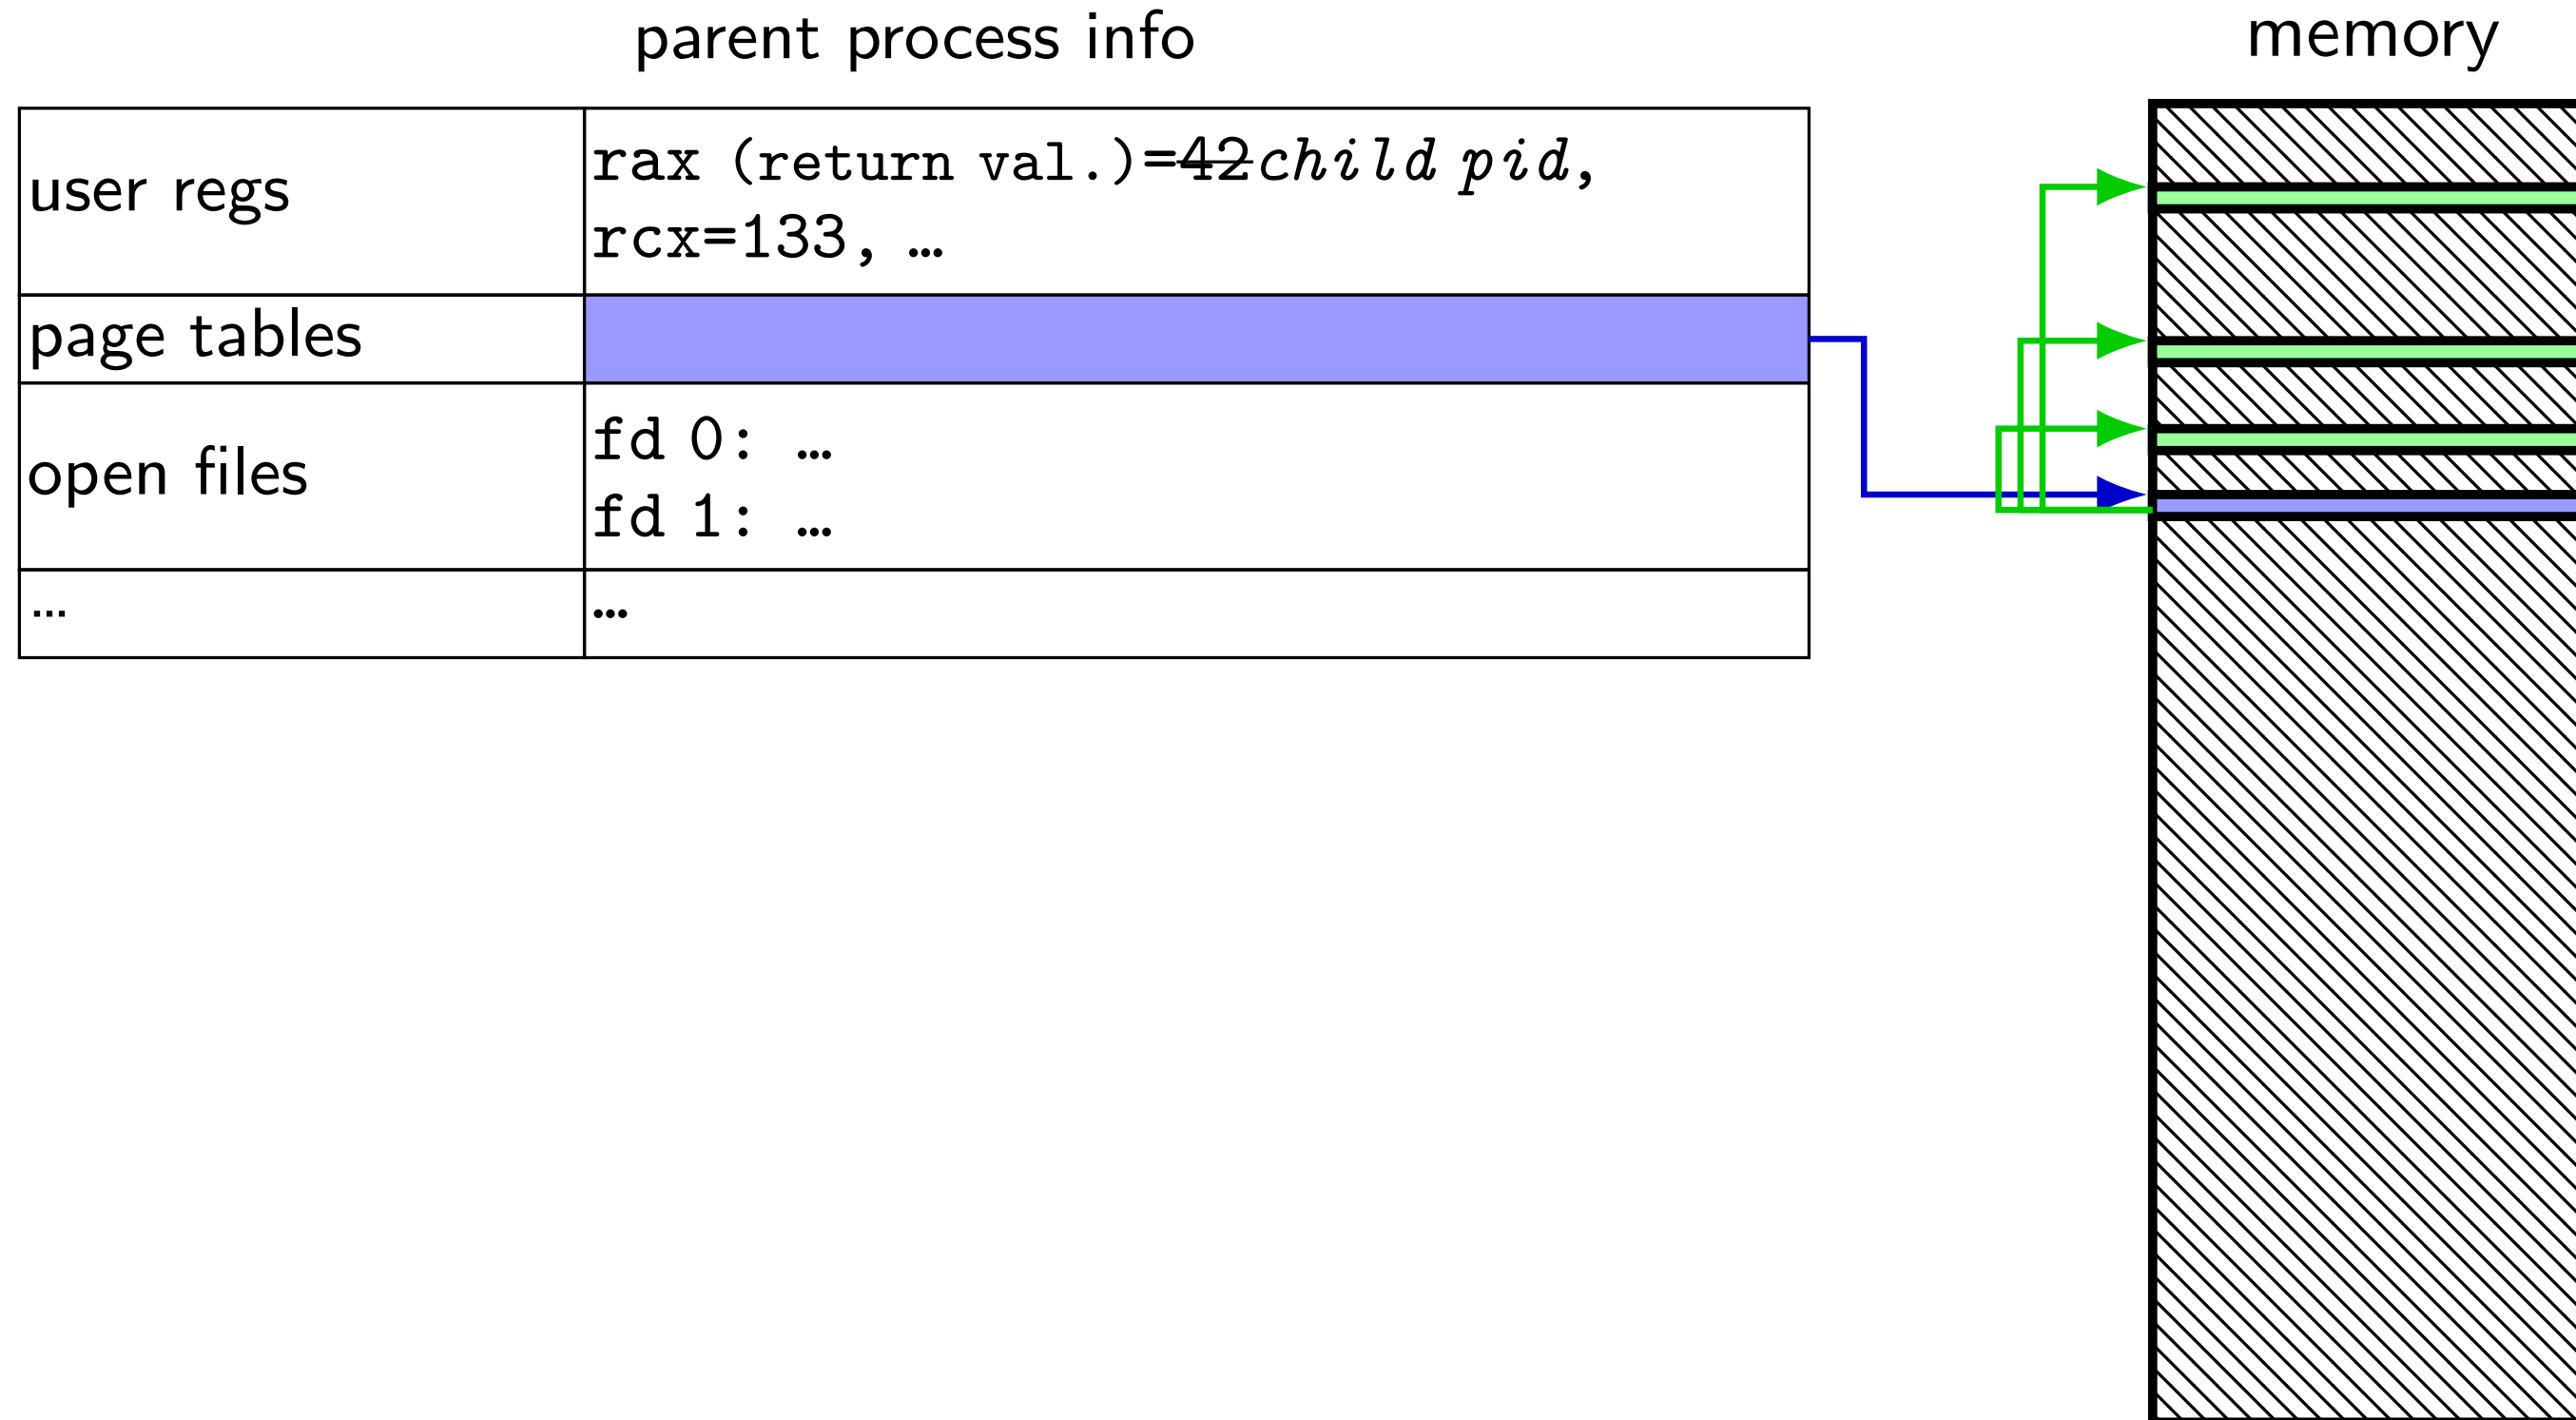 parent process info
memory
user regs
rax (return val.)=42child pid,
rcx=133, …
page tables
open files
fd 0: …
fd 1: …
…
…